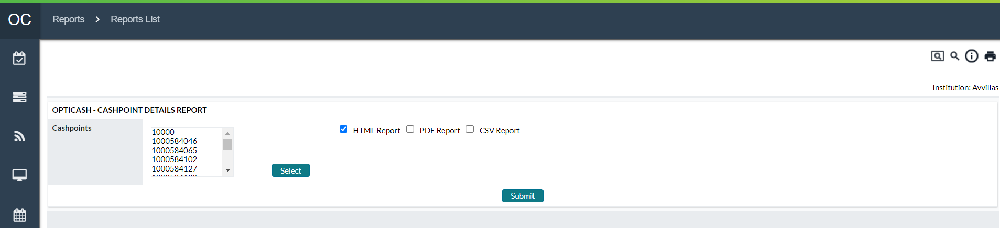 OC
Reports
Reports List
Institution: Avvillas
OPTICASH - CASHPOINT DETAILS REPORT
Cashpoints
10000
1000584046
1000584065
1000584102
1000584127
HTML Report
PDF Report
CSV Report
Select
Submit